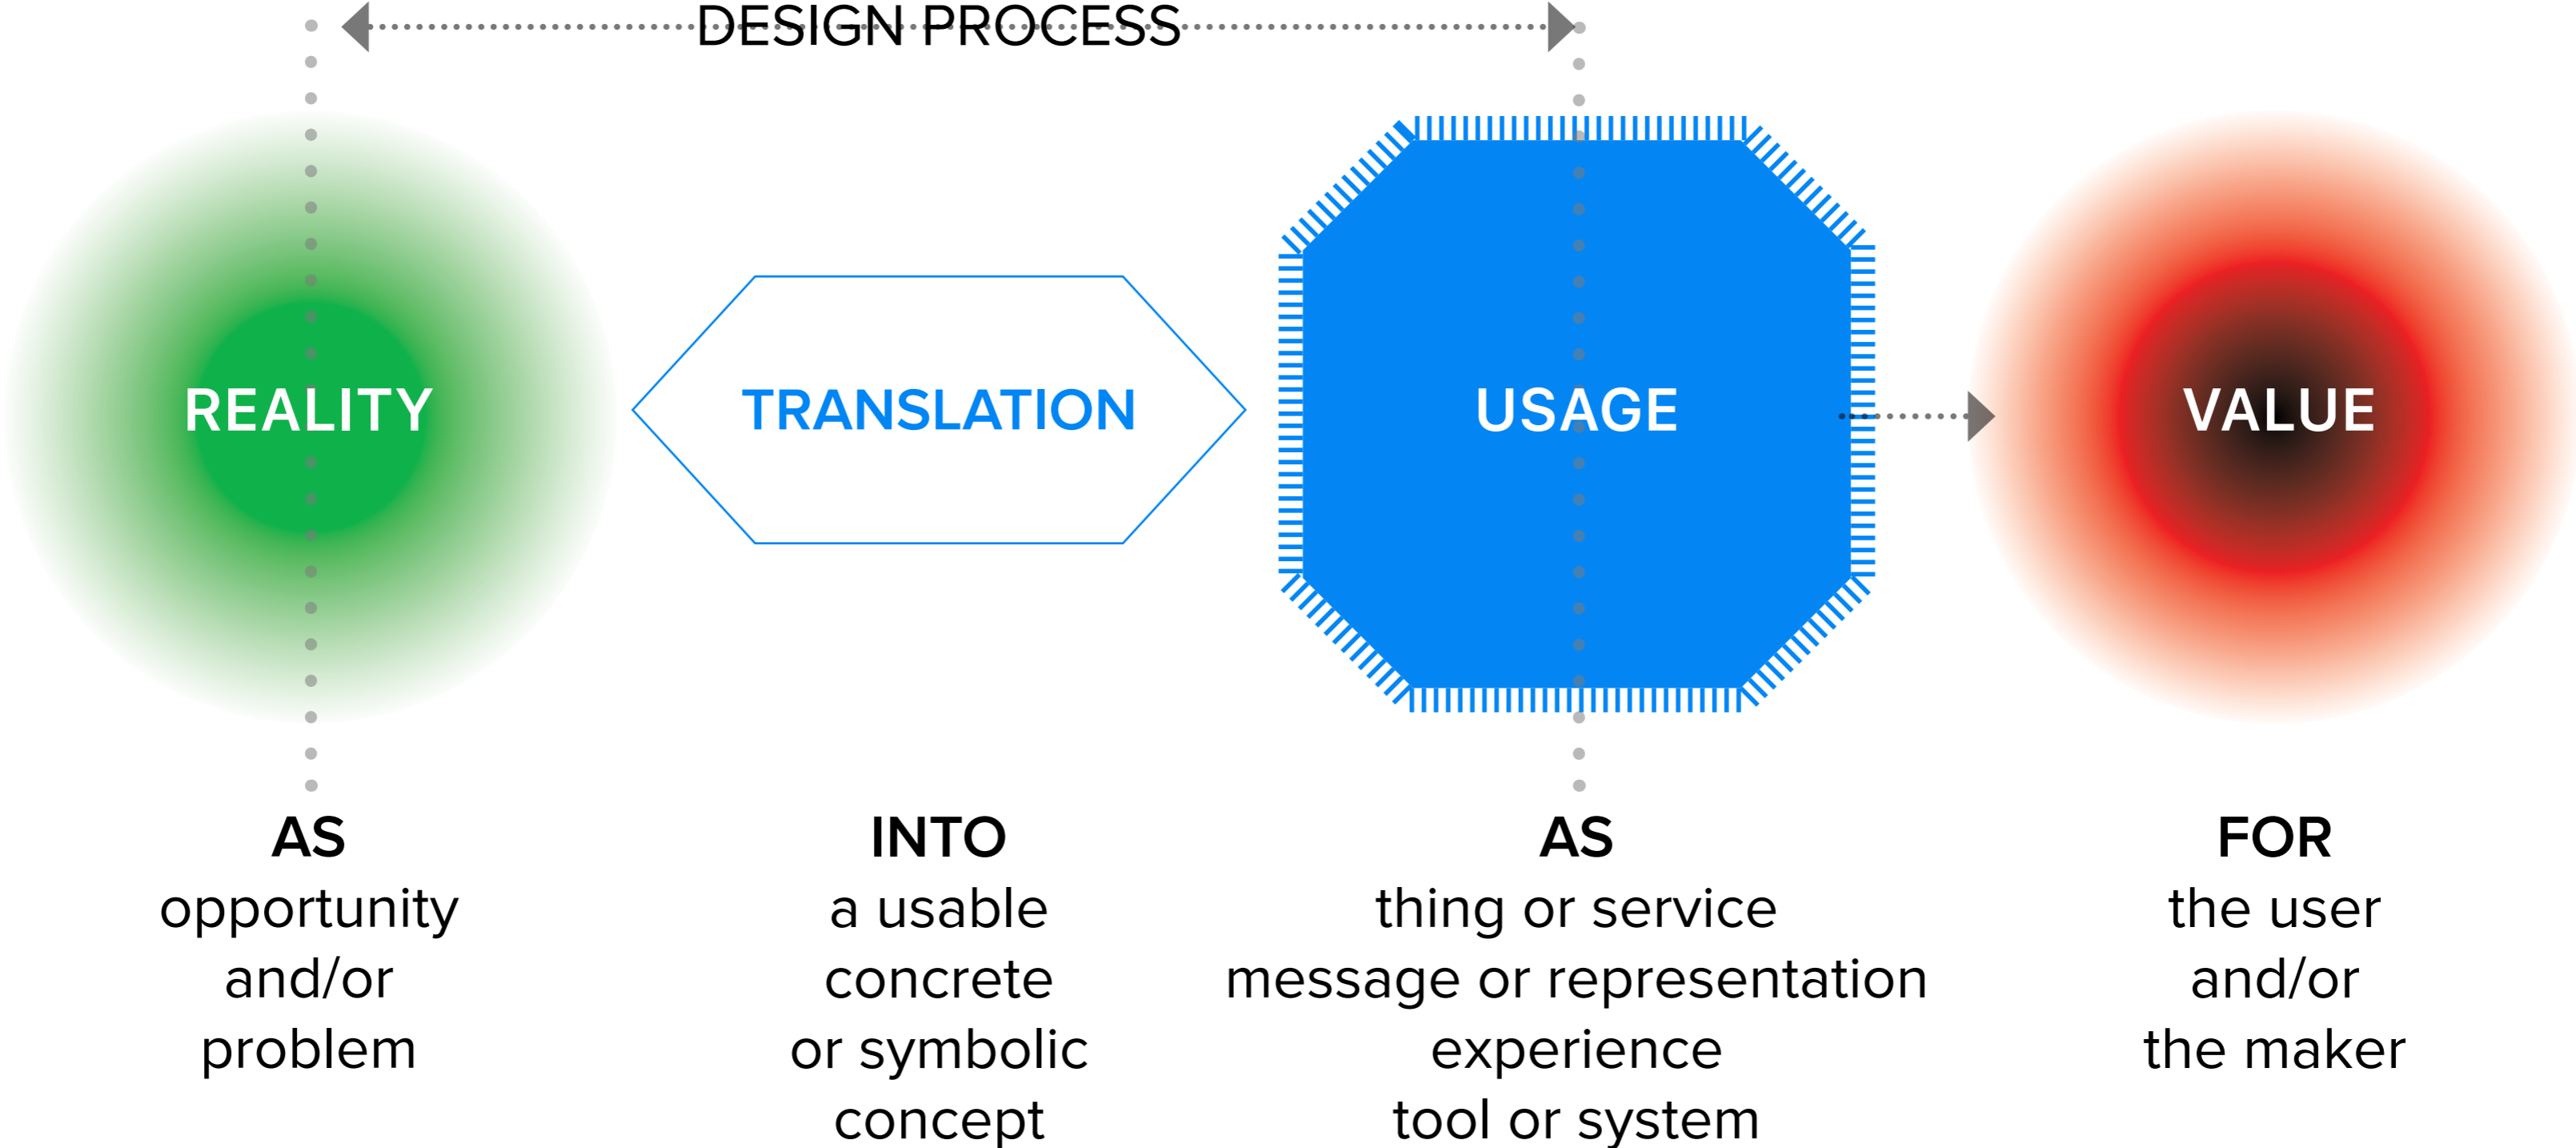 DESIGN PROCESS
REALITY
TRANSLATION
USAGE
VALUE
AS
opportunity
and/or
problem
INTO
a usable
concrete
or symbolic
concept
AS
thing or service
message or representation
experience
tool or system
FOR
the user
and/or
the maker